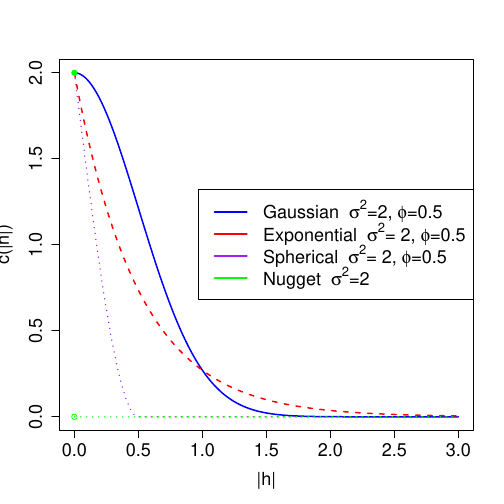 c(|h|)
2.0
1.5
1.0
0.5
0.0
Gaussian σ²=2, ϕ=0.5
Exponential σ²= 2, ϕ=0.5
Spherical σ²= 2, ϕ=0.5
Nugget σ²=2
0.0 0.5 1.0 1.5 2.0 2.5 3.0
|h|